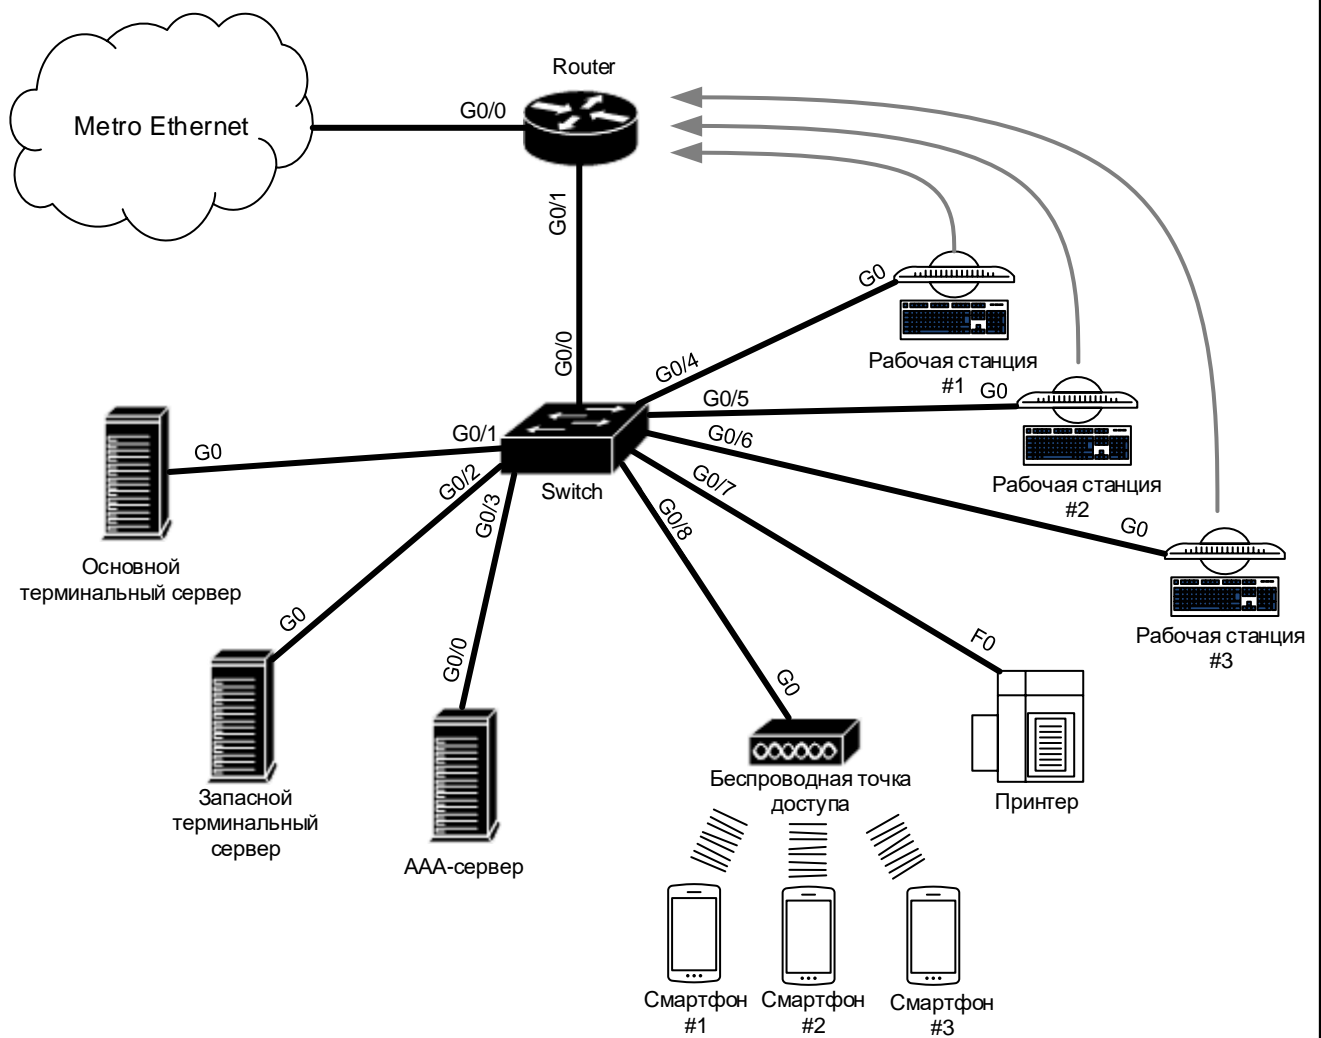 Router
G0/0
Metro Ethernet
G0/1
G0/0
G0
Рабочая станция
#1
G0/4
G0/5
G0
G0/6
Рабочая станция
#2
G0
G0/1
G0
G0/2
G0/3
Switch
G0/7
G0/8
Основной
терминальный сервер
G0
G0/0
G0
F0
Рабочая станция
#3
Запасной
терминальный
сервер
ААА-сервер
Беспроводная точка
доступа
Принтер
Смартфон
#1
Смартфон
#2
Смартфон
#3